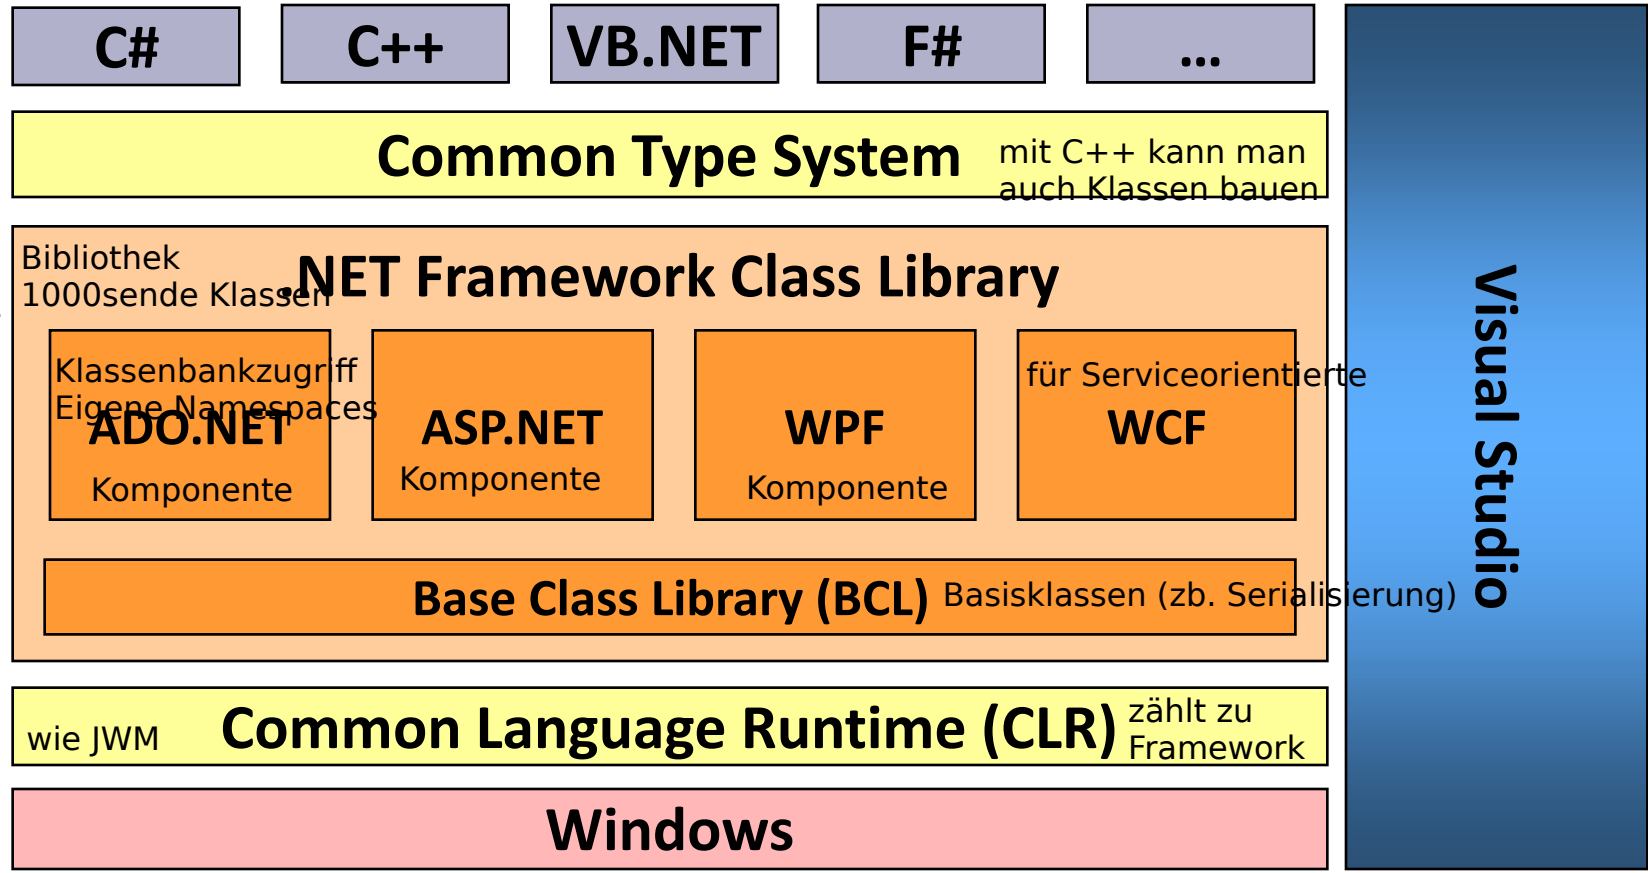 C#
C++
VB.NET
F#
...
Common Type System
mit C++ kann man
auch Klassen bauen
Bibliothek
1000sende Klassen
.NET Framework Class Library
Klassenbankzugriff
Eigene Namespaces
ADO.NET
Komponente
ASP.NET
Komponente
WPF
Komponente
für Serviceorientierte
WCF
Base Class Library (BCL)
Basisklassen (zb. Serialisierung)
wie JWM
Common Language Runtime (CLR)
zählt zu
Framework
Windows
Visual Studio